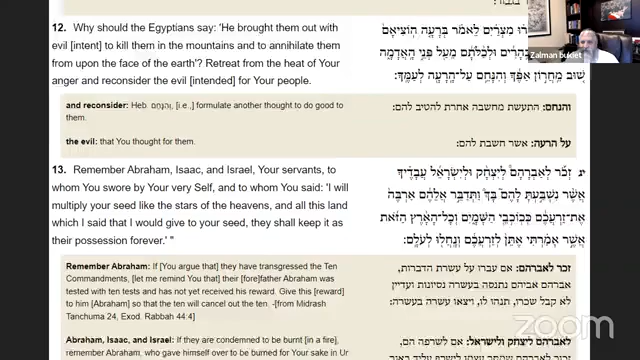 12. Why should the Egyptians say: 'He brought them out with
evil [intent] to kill them in the mountains and to annihilate them
from upon the face of the earth'? Retreat from the heat of Your
anger and reconsider the evil [intended] for Your people.
מִצְרַיִם לֵאמֹר בְּרָעָה הוֹצִיאָם
בֶּהָרִים וּלְכַלֹּתָם מֵעַל פְּנֵי הָאֲדָמָה
שׁוּב מֵחֲרוֹן אַפֶּךָ וְהִנָּחֵם עַל־הָרָעָה לְעַמֶּךָ:
and reconsider: Heb. וְהִנָּחֵם, [i.e.,] formulate another thought to do good to
them.
והנחם: התעשת מחשבה אחרת להטיב להם:
the evil: that You thought for them.
על הרעה: אשר חשבת להם:
13. Remember Abraham, Isaac, and Israel, Your servants, to
whom You swore by Your very Self, and to whom You said: 'I will
multiply your seed like the stars of the heavens, and all this land
which I said that I would give to your seed, they shall keep it as
their possession forever.' "
יג זְכֹר לְאַבְרָהָם לְיִצְחָק וּלְיִשְׂרָאֵל עֲבָדֶיךָ
אֲשֶׁר נִשְׁבַּעְתָּ לָהֶם בָּךְ וַתְּדַבֵּר אֲלֵהֶם אַרְבֶּה
אֶת־זַרְעֲכֶם כְּכוֹכְבֵי הַשָּׁמָיִם וְכָל־הָאָרֶץ הַזֹּאת
אֲשֶׁר אָמַרְתִּי אֶתֵּן לְזַרְעֲכֶם וְנָחֲלוּ לְעֹלָם:
Remember Abraham: If [You argue that] they have transgressed the Ten
Commandments, [let me remind You that] their [fore]father Abraham was
tested with ten tests and has not yet received his reward. Give this [reward]
to him [Abraham] so that the ten will cancel out the ten. -[from Midrash
Tanchuma 24, Exod. Rabbah 44:4]
זכר לאברהם: אם עברו על עשרת הדברות,
אברהם אביהם נתנסה בעשרה נסיונות ועדיין
לא קבל שכרו, תנהו לו, ויצאו עשרה בעשרה:
Abraham, Isaac, and Israel: If they are condemned to be burnt [in a fire],
remember Abraham, who gave himself over to be burned for Your sake in Ur
לאברהם ליצחק ולישראל: אם לשרפה הם,
Zalman bukiet
zoom